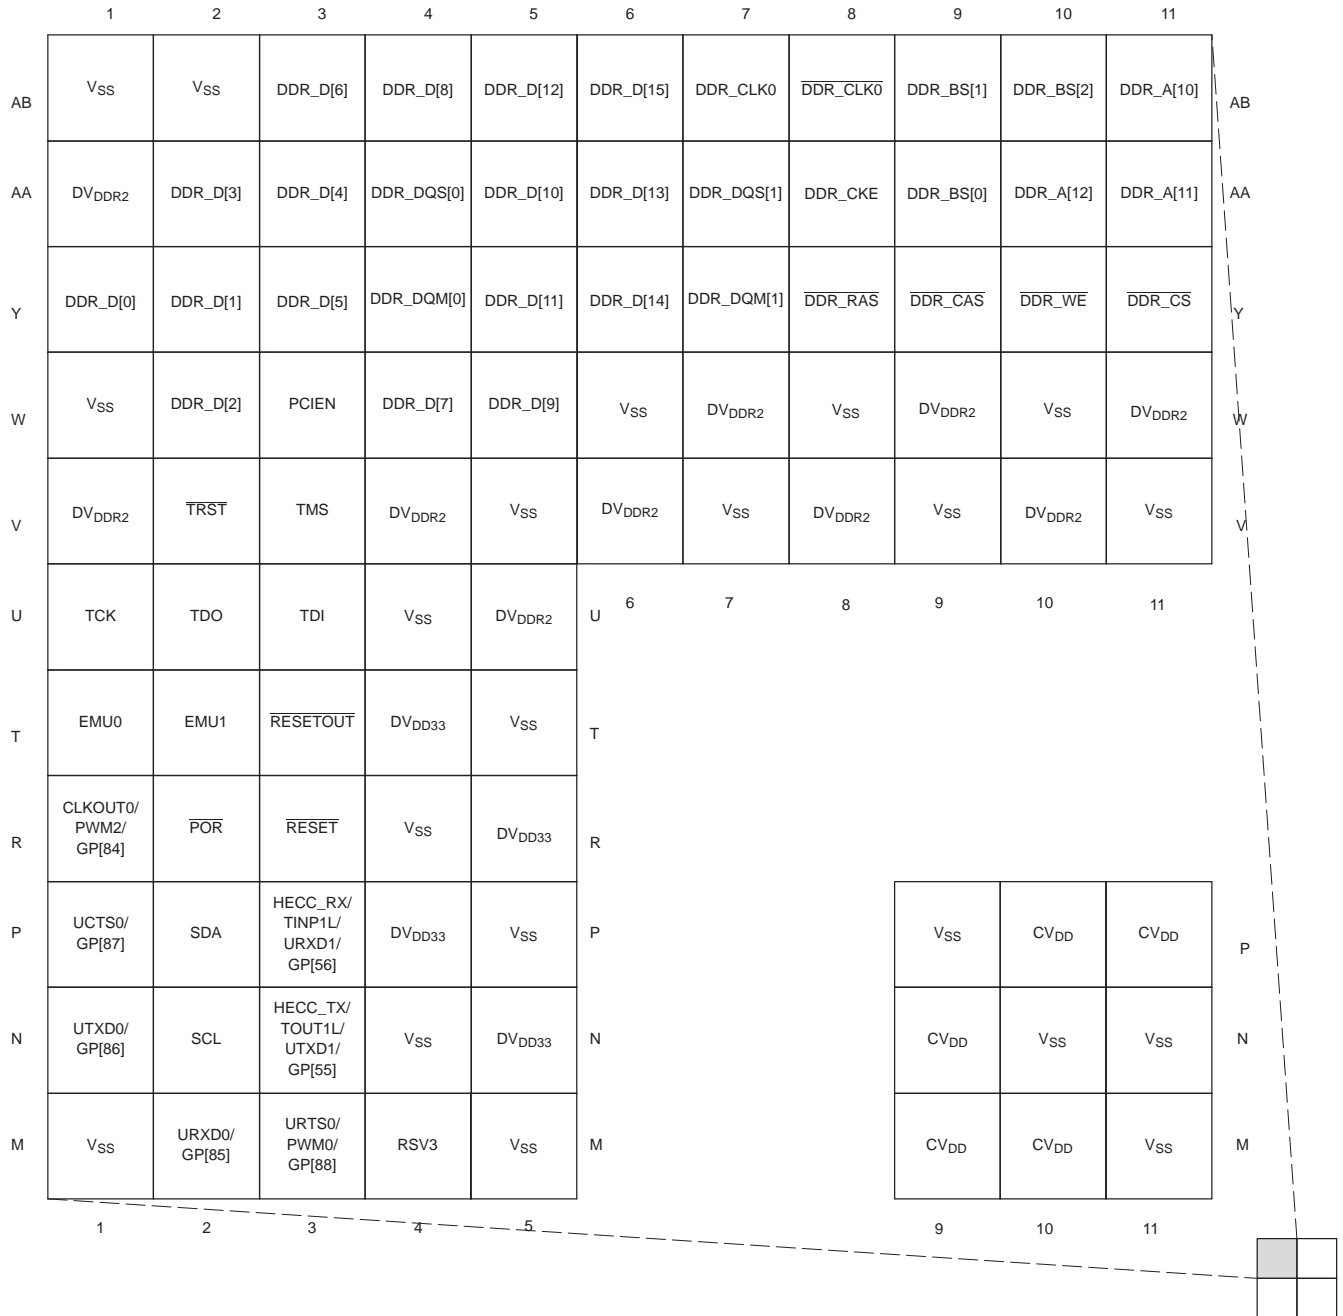 1 2 3 4 5 6 7 8 9 10 11
AB VSS VSS DDR_D[6] DDR_D[8] DDR_D[12] DDR_D[15] DDR_CLK0 DDR_CLK0 DDR_BS[1] DDR_BS[2] DDR_A[10] AB
AA DVDDR2 DDR_D[3] DDR_D[4] DDR_DQS[0] DDR_D[10] DDR_D[13] DDR_DQS[1] DDR_CKE DDR_BS[0] DDR_A[12] DDR_A[11] AA
Y DDR_D[0] DDR_D[1] DDR_D[5] DDR_DQM[0] DDR_D[11] DDR_D[14] DDR_DQM[1] DDR_RAS DDR_CAS DDR_WE DDR_CS Y
W VSS DDR_D[2] PCIEN DDR_D[7] DDR_D[9] VSS DVDDR2 VSS DVDDR2 VSS DVDDR2 W
V DVDDR2 TRST TMS DVDDR2 VSS DVDDR2 VSS DVDDR2 VSS DVDDR2 VSS V
U TCK TDO TDI VSS DVDDR2 U 6 7 8 9 10 11
T EMU0 EMU1 RESETOUT DVDD33 VSS T
R CLKOUT0/
PWM2/
GP[84] POR RESET VSS DVDD33 R
P UCTS0/
GP[87] SDA HECC_RX/
TINP1L/
URXD1/
GP[56] DVDD33 VSS P VSS CVDD CVDD P
N UTXD0/
GP[86] SCL HECC_TX/
TOUT1L/
UTXD1/
GP[55] VSS DVDD33 N CVDD VSS VSS N
M VSS URXD0/
GP[85] URTS0/
PWM0/
GP[88] RSV3 VSS M CVDD CVDD VSS M
1 2 3 4 5 9 10 11